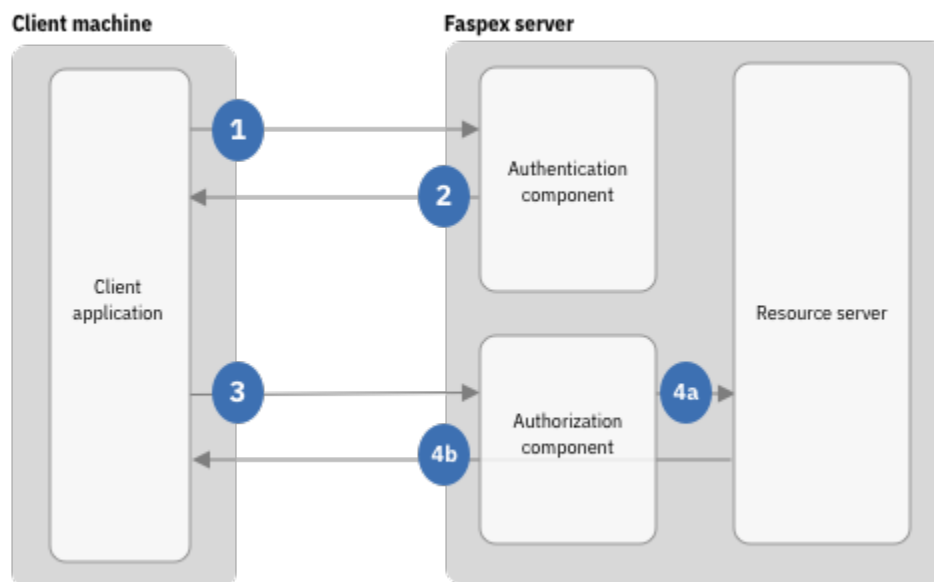 Client machine
Faspex server
1
Authentication
component
2
Client
application
Resource server
3
4a
Authorization
component
4b